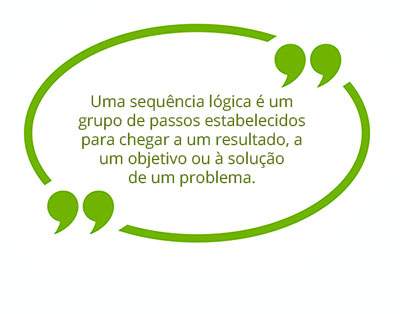 Uma sequência lógica é um
grupo de passos estabelecidos
para chegar a um resultado, a
um objetivo ou à solução
de um problema.